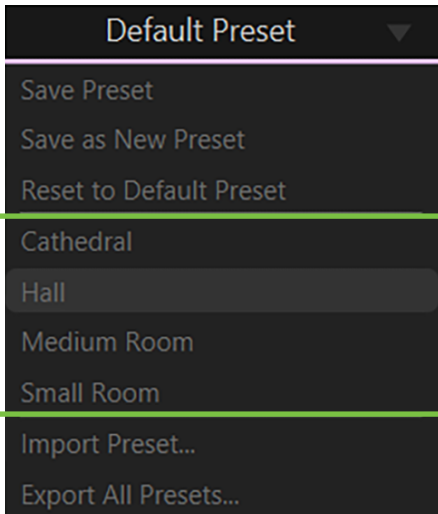 Default Preset
Save Preset
Save as New Preset
Reset to Default Preset
Cathedral
Hall
Medium Room
Small Room
Import Preset...
Export All Presets...